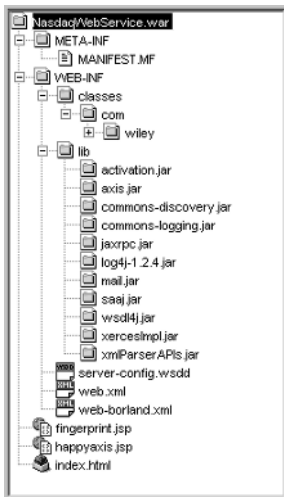 NasdaqWebService.war
META-INF
MANIFEST.MF
WEB-INF
classes
com
wiley
lib
activation.jar
axis.jar
commons-discovery.jar
commons-logging.jar
jaxrpc.jar
log4j-1.2.4.jar
mail.jar
saaj.jar
wsdl4j.jar
xercesImpl.jar
xmlParserAPIs.jar
server-config.wsdd
web.xml
web-borland.xml
fingerprint.jsp
happyaxis.jsp
index.html